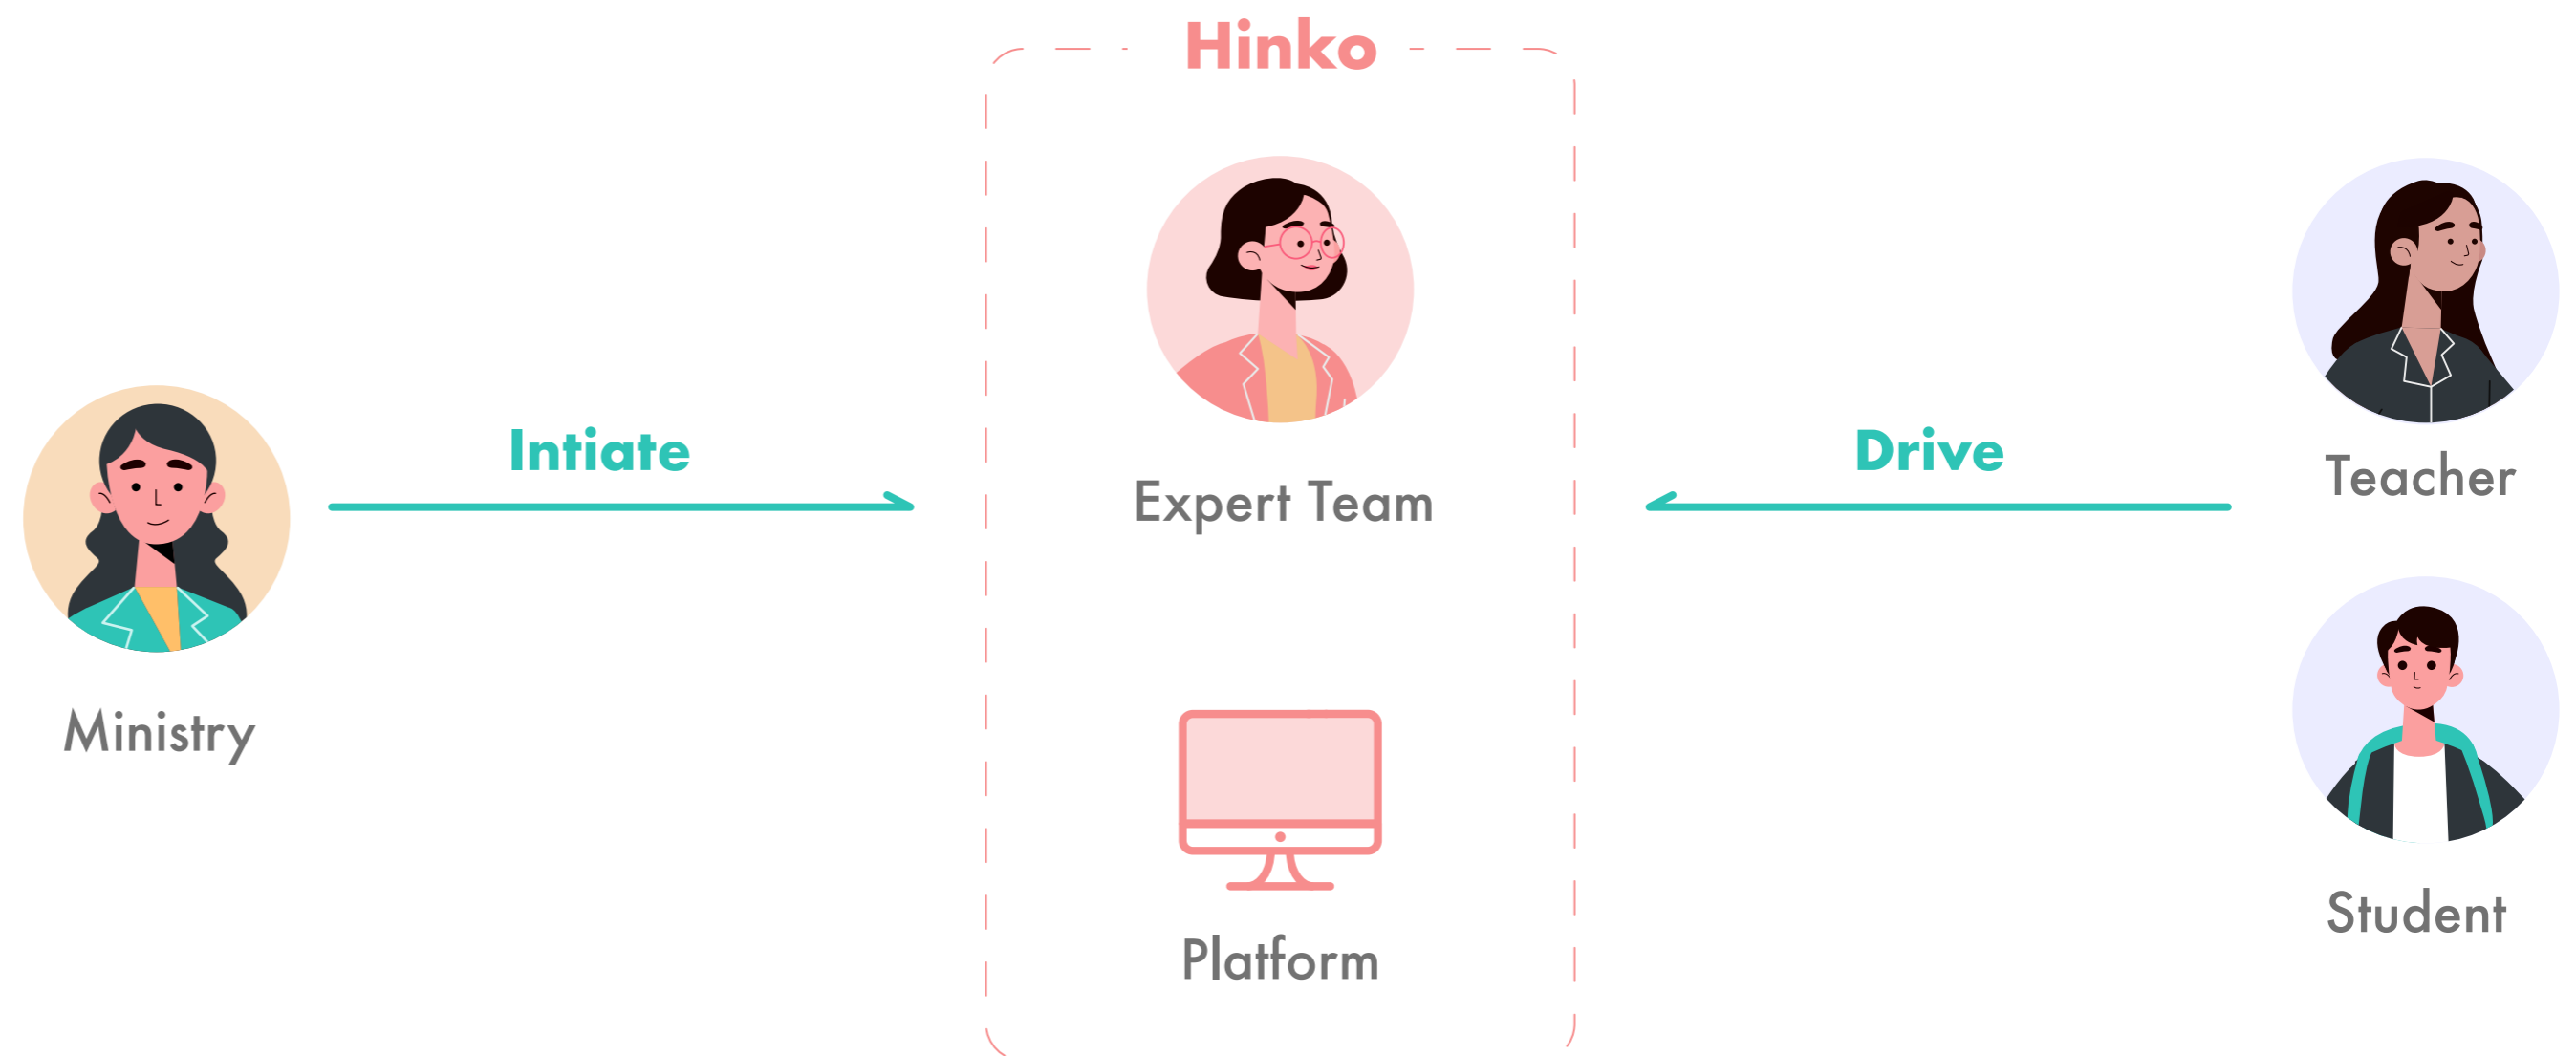 Hinko
Intiate
Drive
Teacher
Expert Team
Ministry
Student
Platform